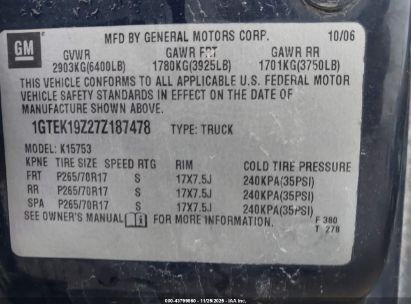 GM
MFD BY GENERAL MOTORS CORP. 10/06
GVWR GAWR FRT GAWR RR
2903KG(6400LB) 1780KG(3925LB) 1701KG(3750LB)
THIS VEHICLE CONFORMS TO ALL APPLICABLE U.S. FEDERAL MOTOR
VEHICLE SAFETY STANDARDS IN EFFECT ON THE DATE OF
MANUFACTURE SHOWN ABOVE.
1GTEK19Z27Z187478 TYPE: TRUCK
MODEL: K15753
KPNE TIRE SIZE SPEED RTG RIM COLD TIRE PRESSURE
FRT P265/70R17 S 17X7.5J 240KPA(35PSI)
RR P265/70R17 S 17X7.5J 240KPA(35PSI)
SPA P265/70R17 S 17X7.5J 240KPA(35PSI)
SEE OWNER'S MANUAL FOR MORE INFORMATION. F 380
T 278